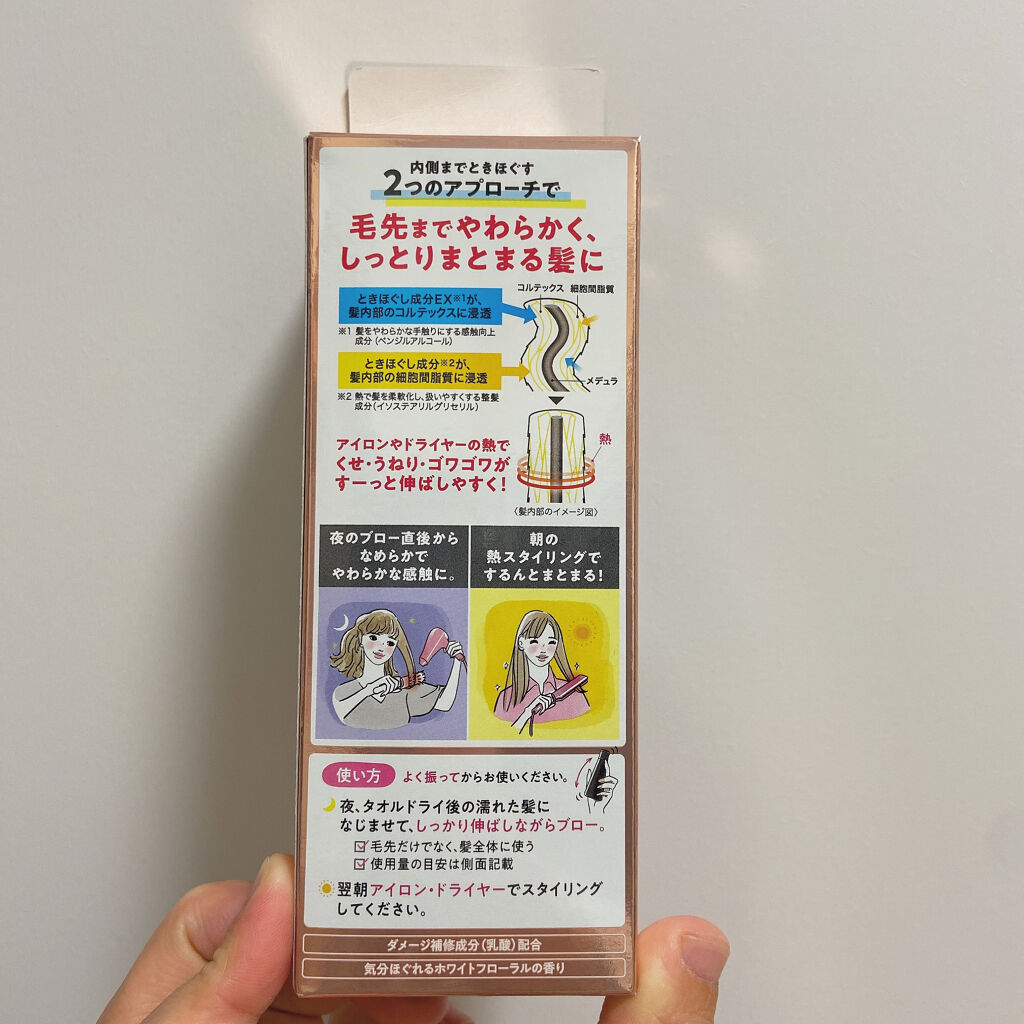 内側までときほぐす
2つのアプローチで
毛先までやわらかく、
しっとりまとまる髪に
コルテックス 細胞間脂質
ときほぐし成分EX※1が、
髪内部のコルテックスに浸透
※1 髪をやわらかな手触りにする感触向上
成分（ベンジルアルコール）
ときほぐし成分※2が、
髪内部の細胞間脂質に浸透
メデュラ
※2 熱で髪を柔軟化し、扱いやすくする整髪
成分（イソステアリルグリセリル）
アイロンやドライヤーの熱で
くせ・うねり・ゴワゴワが
すーっと伸ばしやすく！
熱
〈髪内部のイメージ図〉
夜のブロー直後から
なめらかで
やわらかな感触に。
朝の
熱スタイリングで
するんとまとまる！
使い方 よく振ってからお使いください。
夜、タオルドライ後の濡れた髪に
なじませて、しっかり伸ばしながらブロー。
毛先だけでなく、髪全体に使う
使用量の目安は側面記載
翌朝アイロン・ドライヤーでスタイリング
してください。
ダメージ補修成分（乳酸）配合
気分ほぐれるホワイトフローラルの香り